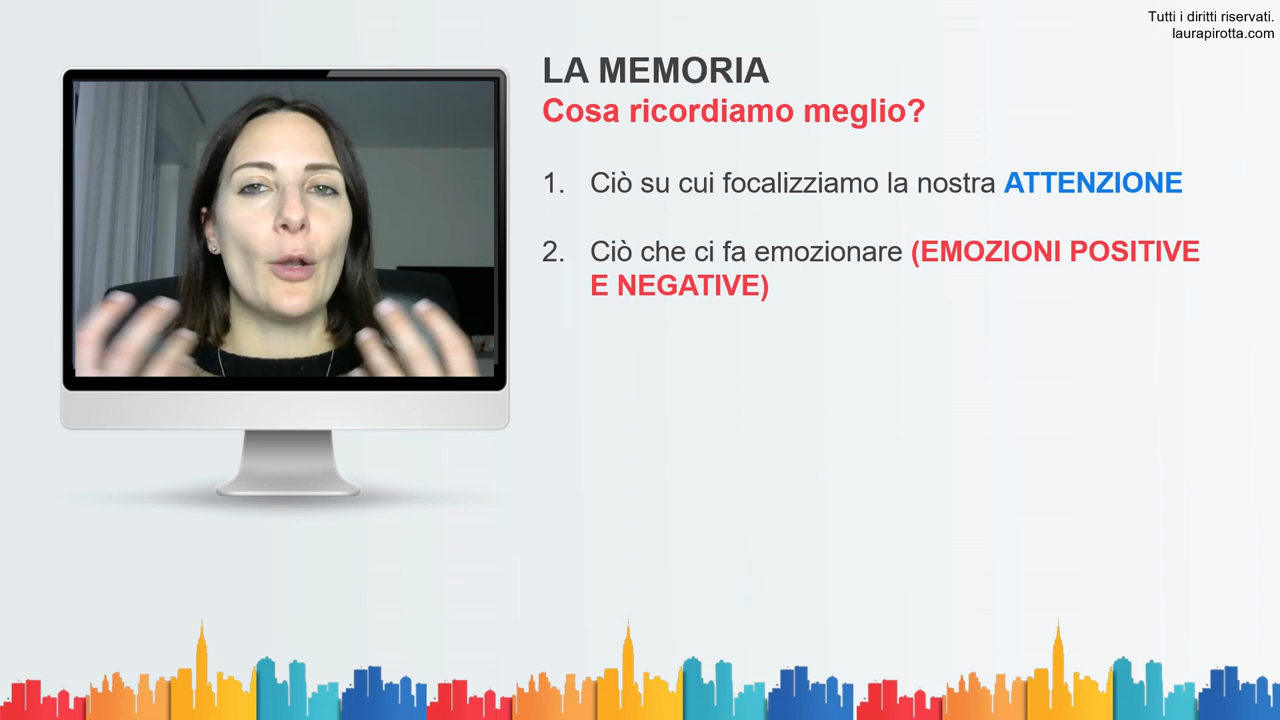 Tutti i diritti riservati.
laurapirotta.com
LA MEMORIA
Cosa ricordiamo meglio?
1. Ciò su cui focalizziamo la nostra ATTENZIONE
2. Ciò che ci fa emozionare (EMOZIONI POSITIVE
E NEGATIVE)